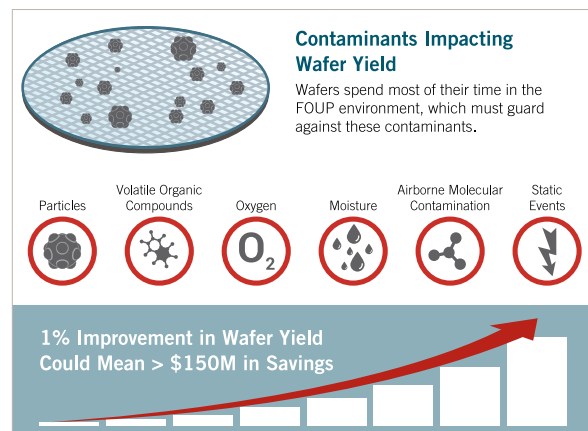 Contaminants Impacting
Wafer Yield
Wafers spend most of their time in the
FOUP environment, which must guard
against these contaminants.
Particles
Volatile Organic
Compounds
Oxygen
Moisture
Airborne Molecular
Contamination
Static
Events
O2
1% Improvement in Wafer Yield
Could Mean > $150M in Savings